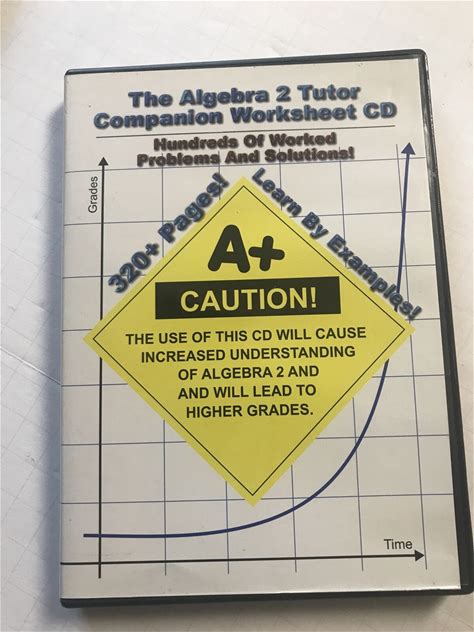 The Algebra 2 Tutor
Companion Worksheet CD
Hundreds Of Worked
Problems And Solutions!
Grades
320+ Pages!
Learn By Examples!
A+
CAUTION!
THE USE OF THIS CD WILL CAUSE
INCREASED UNDERSTANDING
OF ALGEBRA 2 AND
AND WILL LEAD TO
HIGHER GRADES.
Time